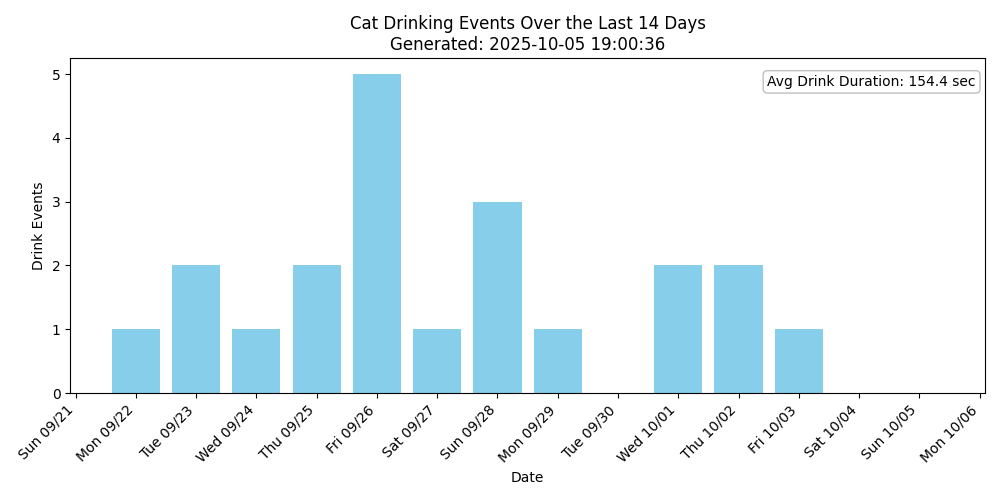 Cat Drinking Events Over the Last 14 Days
Generated: 2025-10-05 19:00:36
Avg Drink Duration: 154.4 sec
Drink Events
5
4
3
2
1
0
Sun 09/21
Mon 09/22
Tue 09/23
Wed 09/24
Thu 09/25
Fri 09/26
Sat 09/27
Sun 09/28
Mon 09/29
Tue 09/30
Wed 10/01
Thu 10/02
Fri 10/03
Sat 10/04
Sun 10/05
Mon 10/06
Date